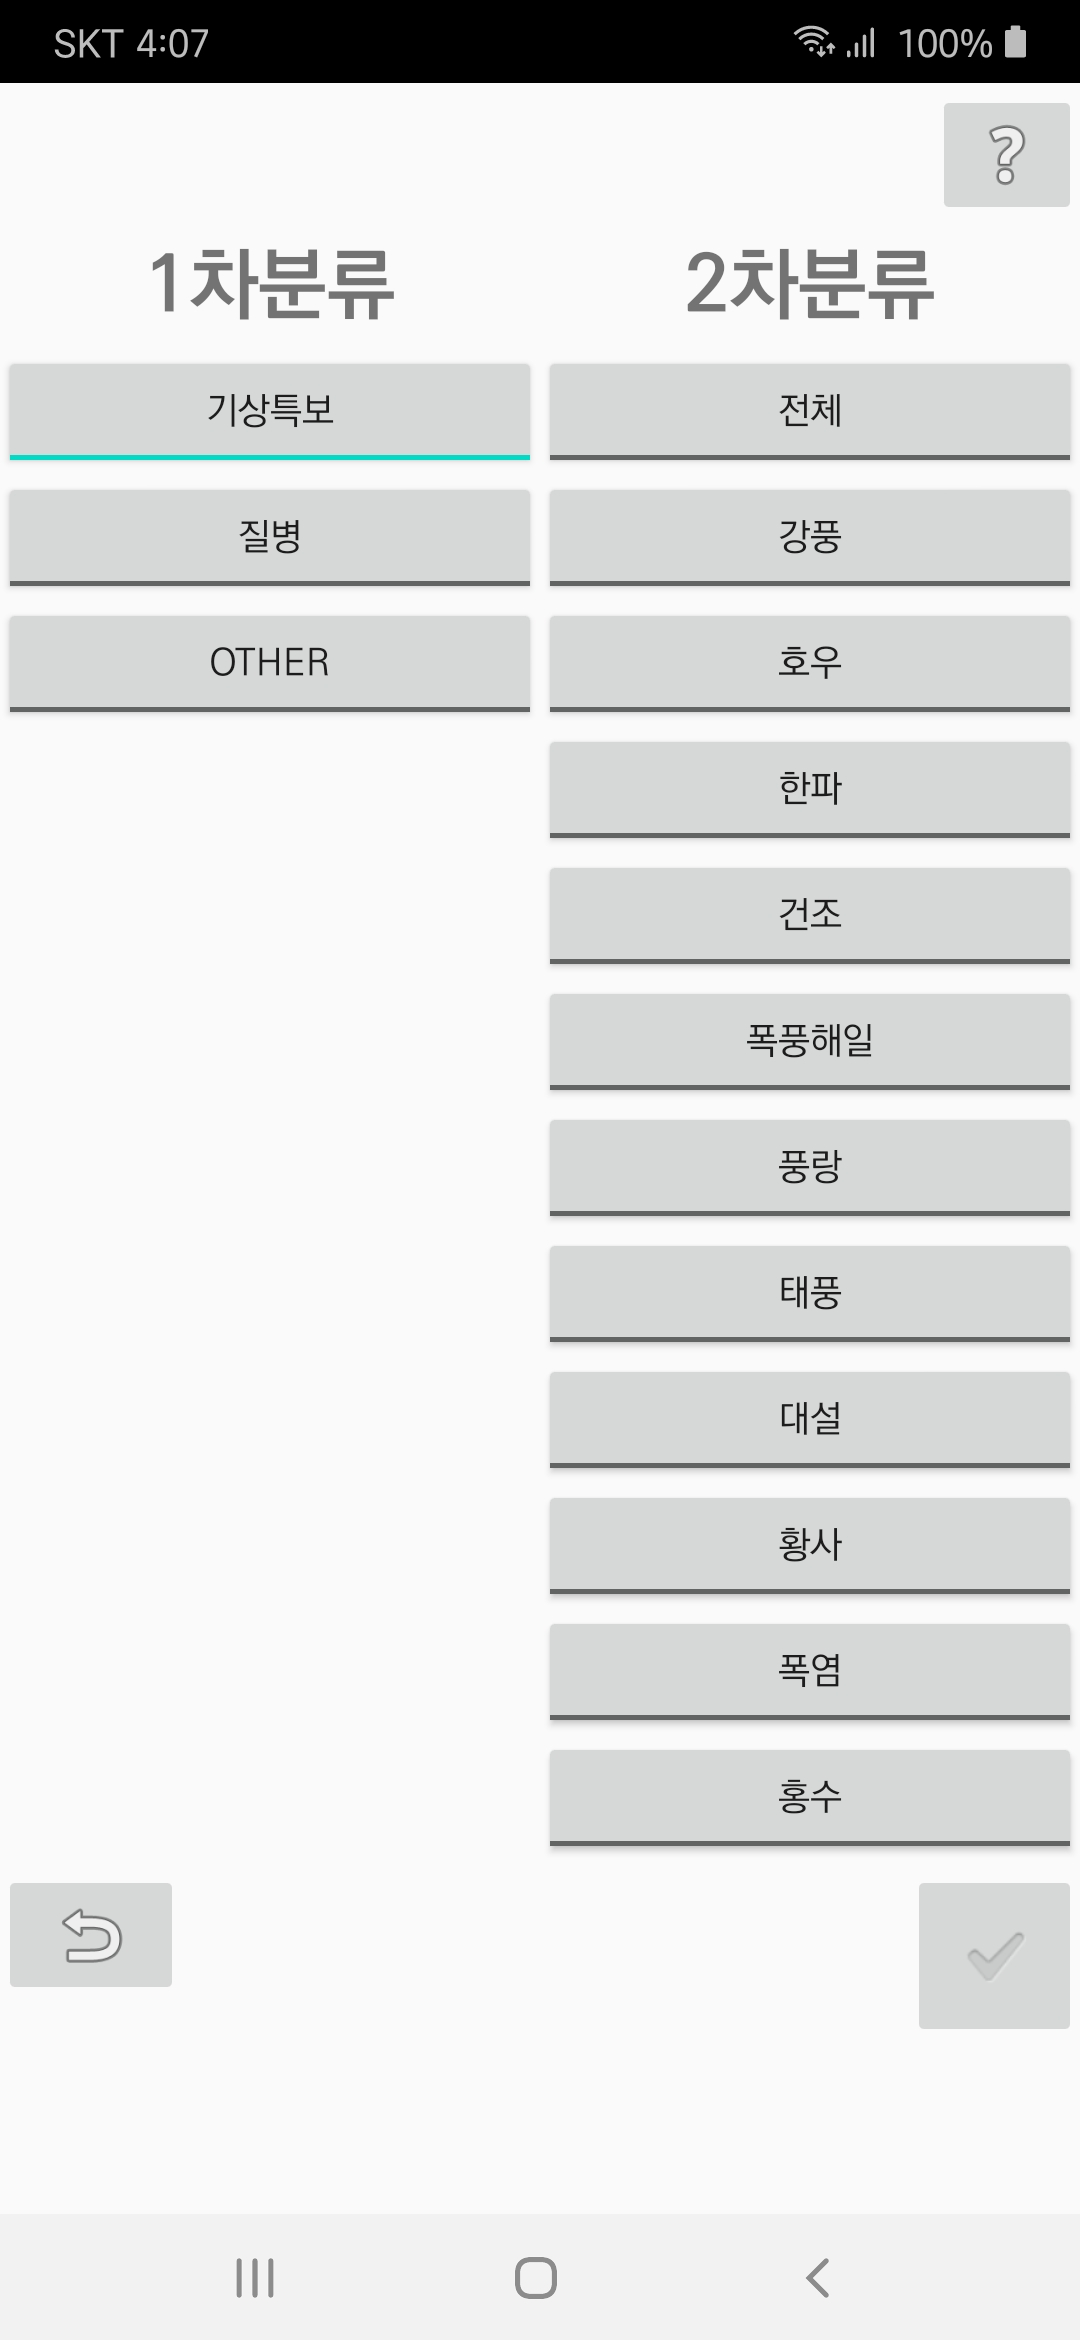 SKT 4:07 100%
?
1차분류
2차분류
기상특보
질병
OTHER
전체
강풍
호우
한파
건조
폭풍해일
풍랑
태풍
대설
황사
폭염
홍수